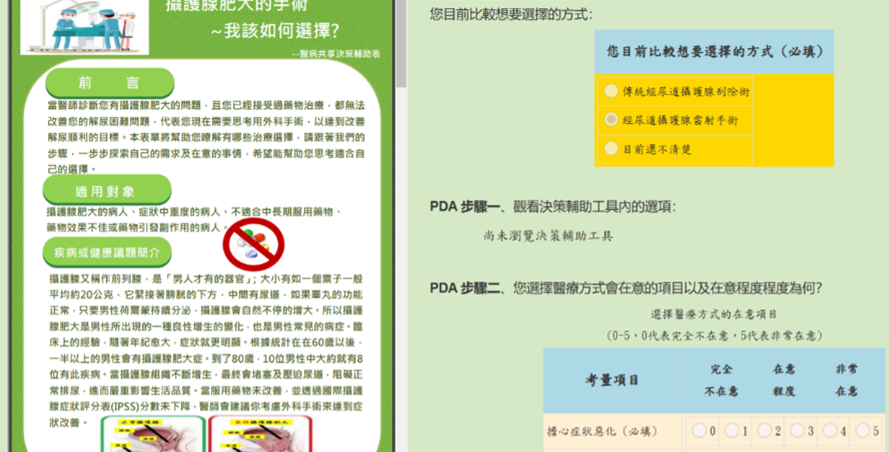 攝護腺肥大的手術
~我該如何選擇?
--醫病共享決策輔助表
前 言
當醫師診斷您有攝護腺肥大的問題，且您已經接受過藥物治療，都無法
改善您的解尿困難問題，代表您現在需要思考用外科手術，以達到改善
解尿順利的目標。本表單將幫助您瞭解有哪些治療選擇，請跟著我們的
步驟，一步步探索自己的需求及在意的事情，希望能幫助您思考適合自
己的選擇。
適用對象
攝護腺肥大的病人、症狀中重度的病人、不適合中長期服用藥物、
藥物效果不佳或藥物引發副作用的病人。
疾病或健康議題簡介
攝護腺又稱作前列腺，是「男人才有的器官」；大小有如一個栗子一般
平均約20公克，它緊接著膀胱的下方，中間有尿道，如果睪丸的功能
正常，只要男性荷爾蒙持續分泌，攝護腺會自然不停的增大。所以攝護
腺肥大是男性所出現的一種良性增生的變化，也是男性常見的病症。臨
床上的經驗，隨著年紀愈大，症狀就更明顯。根據統計在在60歲以後，
一半以上的男性會有攝護腺肥大症。到了80歲，10位男性中大約就有8
位有此疾病。當攝護腺組織不斷增生，最終會堵塞及壓迫尿道，阻礙正
常排尿，進而嚴重影響生活品質。當服用藥物未改善，並透過國際攝護
腺症狀評分表(IPSS)分數未下降，醫師會建議你考慮外科手術來達到症
狀改善。
您目前比較想要選擇的方式：
您目前比較想要選擇的方式（必填）
傳統經尿道攝護腺刮除術
經尿道攝護腺雷射手術
目前還不清楚
PDA 步驟一、觀看決策輔助工具內的選項：
尚未瀏覽決策輔助工具
PDA 步驟二、您選擇醫療方式會在意的項目以及在意程度程度為何？
選擇醫療方式的在意項目
（0-5，0代表完全不在意，5代表非常在意）
考量項目
完全
不在意
在意
程度
非常
在意
擔心症狀惡化（必填） 0 1 2 3 4 5